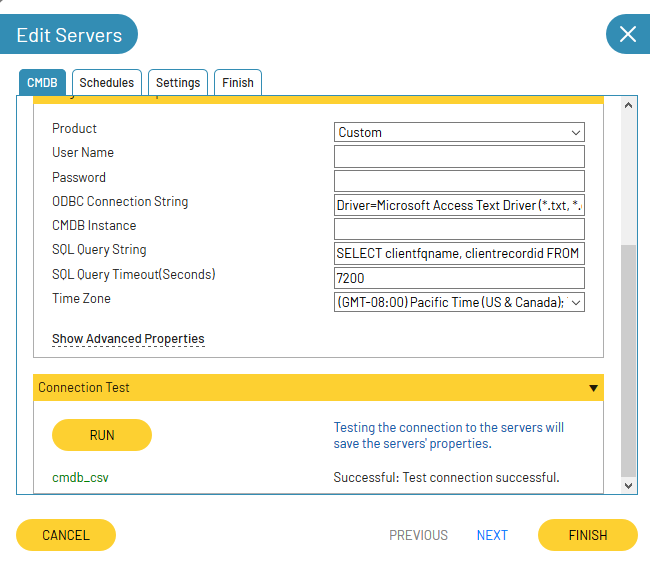 Edit Servers
CMDB
Schedules
Settings
Finish
Product
Custom
User Name
Password
ODBC Connection String
Driver=Microsoft Access Text Driver (*.txt, *.
CMDB Instance
SQL Query String
SELECT clientfqname, clientrecordid FROM
SQL Query Timeout(Seconds)
7200
Time Zone
(GMT-08:00) Pacific Time (US & Canada);
Show Advanced Properties
Connection Test
RUN
Testing the connection to the servers will
save the servers' properties.
cmdb_csv
Successful: Test connection successful.
CANCEL
PREVIOUS
NEXT
FINISH